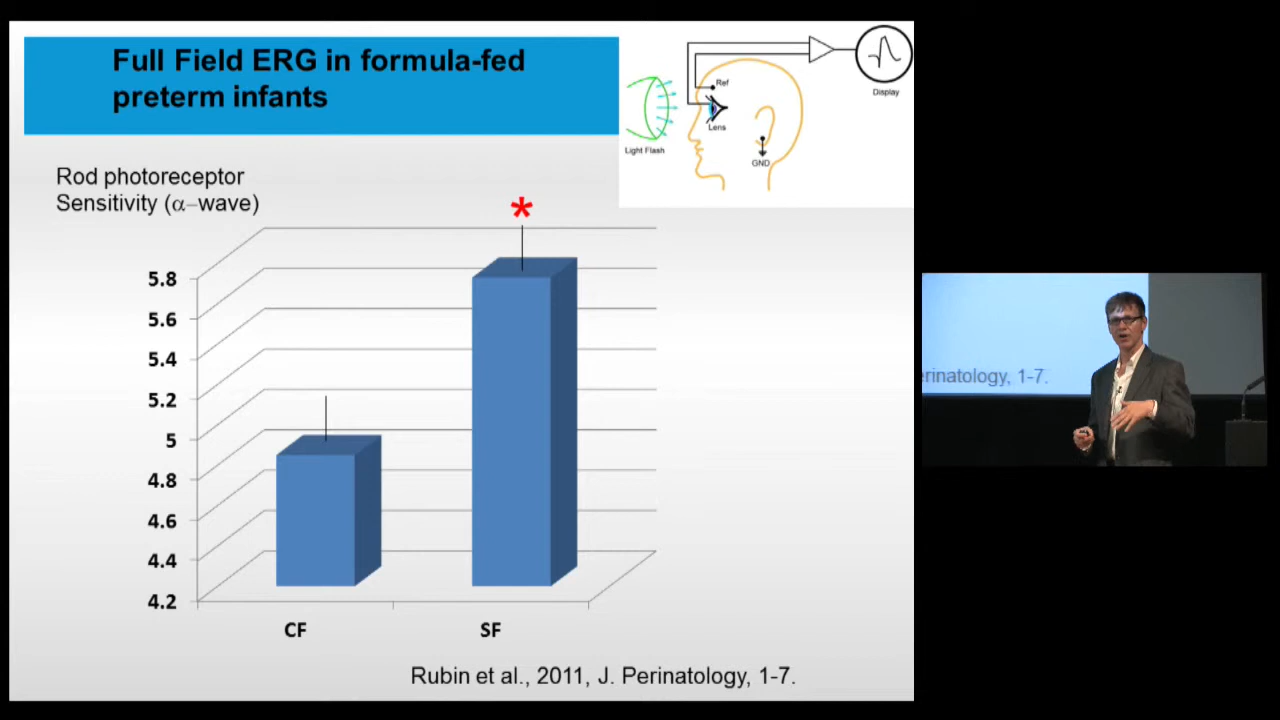 Full Field ERG in formula-fed
preterm infants
Ref
Lens
Light Flash
GND
Display
Rod photoreceptor
Sensitivity (α–wave)
*
5.8
5.6
5.4
5.2
5
4.8
4.6
4.4
4.2
CF
SF
Rubin et al., 2011, J. Perinatology, 1-7.
erinatology, 1-7.